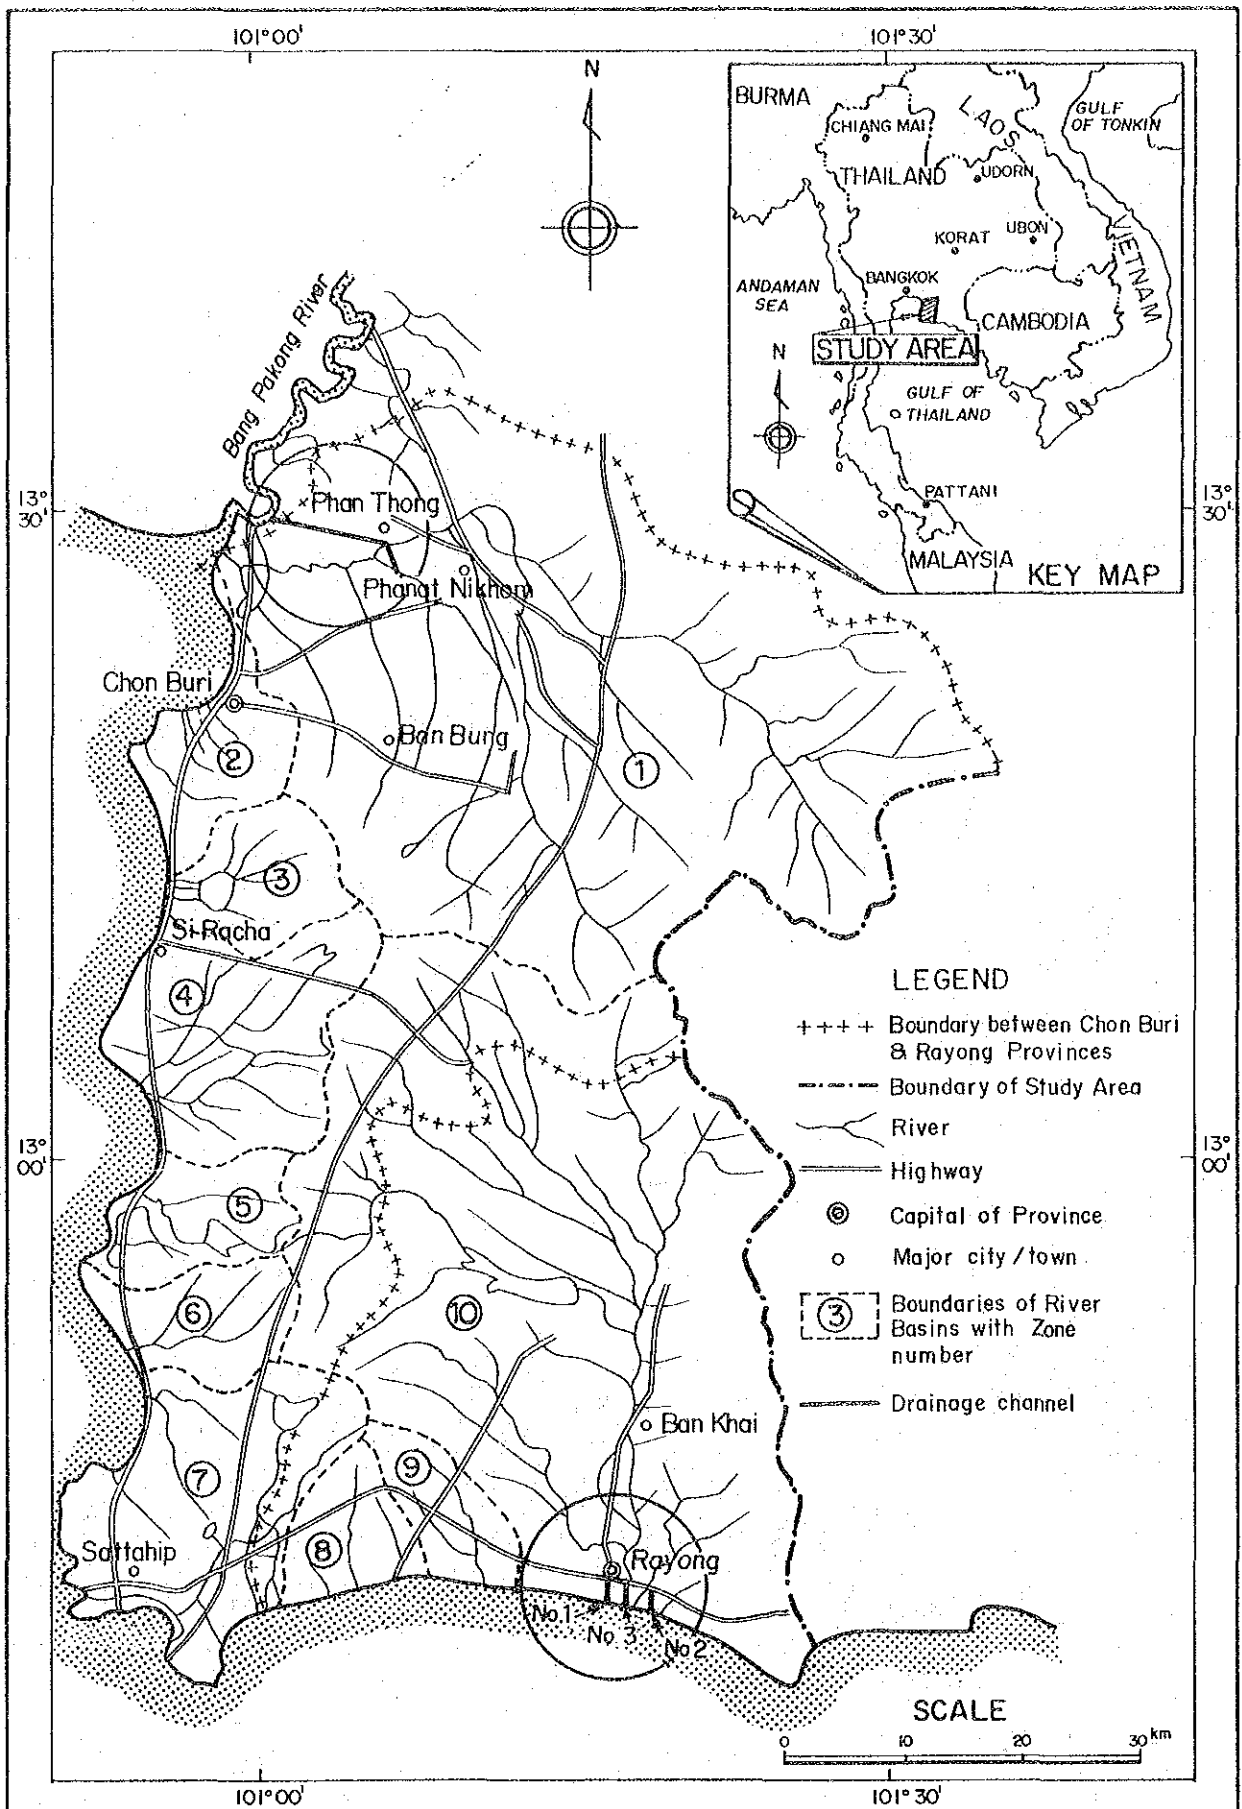 101°00'
101°30'
N
BURMA
LAOS
GULF
OF TONKIN
CHIANG MAI
THAILAND
UDORN
VIETNAM
KORAT
UBON
BANGKOK
ANDAMAN
SEA
CAMBODIA
STUDY AREA
N
GULF OF
THAILAND
PATTANI
MALAYSIA
KEY MAP
Bang Pakong River
13°
30'
13°
30'
Phan Thong
Phanat Nikhom
Chon Buri
Ban Bung
2
1
3
Si-Racha
4
LEGEND
++++ Boundary between Chon Buri
& Rayong Provinces
Boundary of Study Area
River
Highway
Capital of Province
Major city / town
3 Boundaries of River
Basins with Zone
number
Drainage channel
13°
00'
13°
00'
5
6
10
Ban Khai
7
9
8
Sattahip
Rayong
No.1
No. 3
No 2
SCALE
0 10 20 30 km
101°00'
101°30'